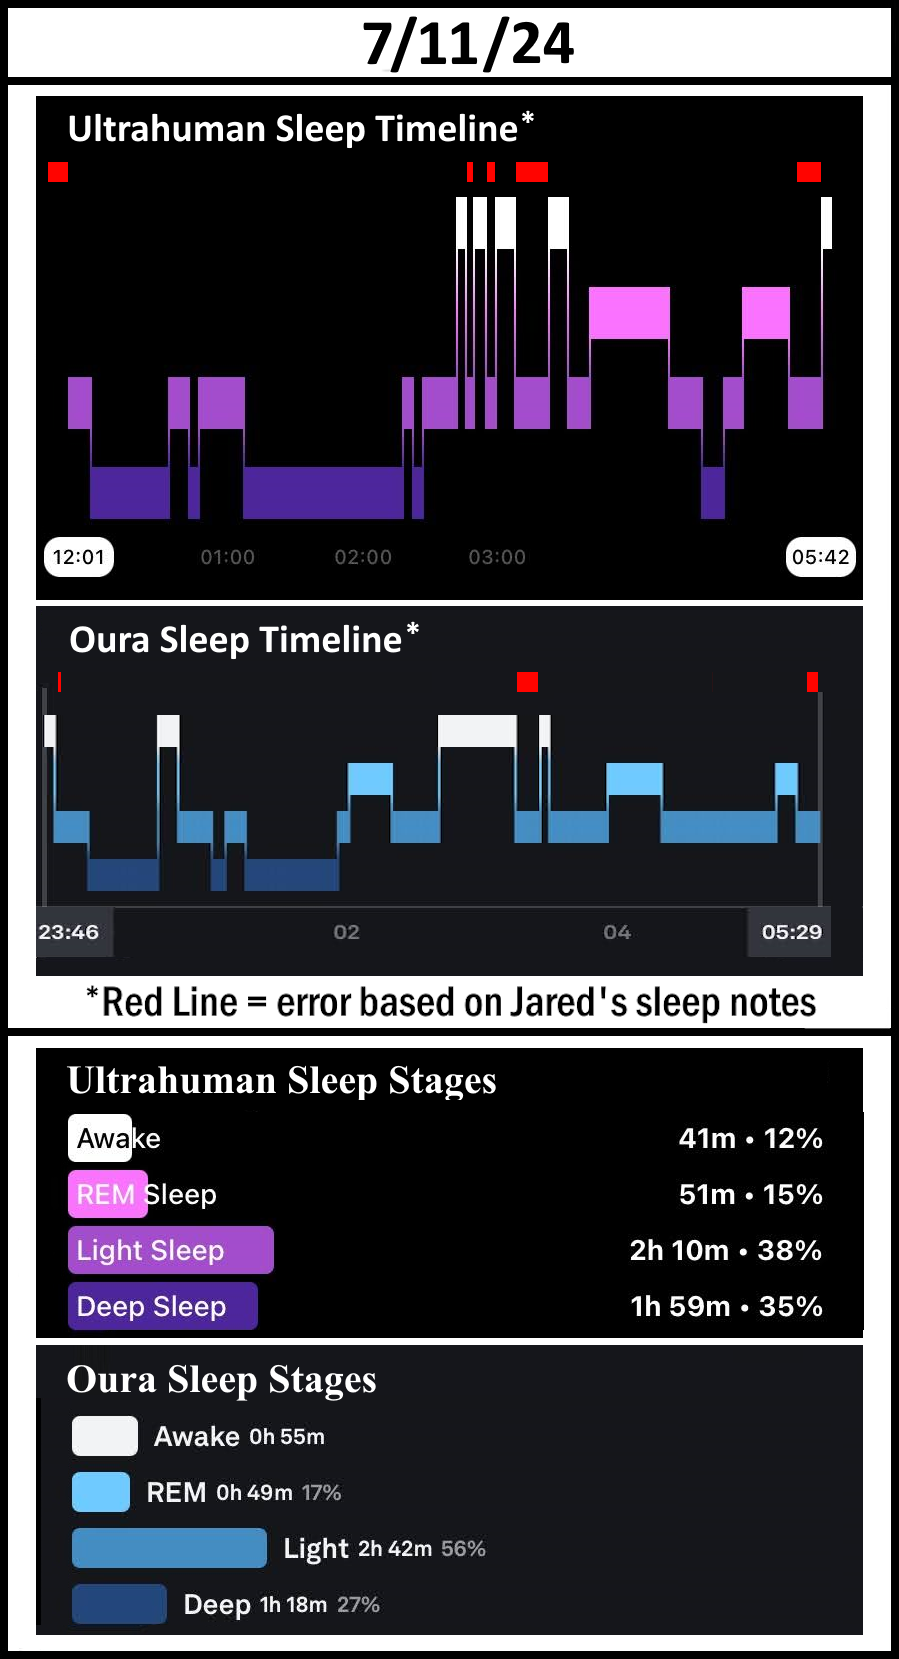 7/11/24
Ultrahuman Sleep Timeline*
12:01 01:00 02:00 03:00 05:42
Oura Sleep Timeline*
23:46 02 04 05:29
*Red Line = error based on Jared's sleep notes
Ultrahuman Sleep Stages
Awake 41m • 12%
REM Sleep 51m • 15%
Light Sleep 2h 10m • 38%
Deep Sleep 1h 59m • 35%
Oura Sleep Stages
Awake 0h 55m
REM 0h 49m 17%
Light 2h 42m 56%
Deep 1h 18m 27%